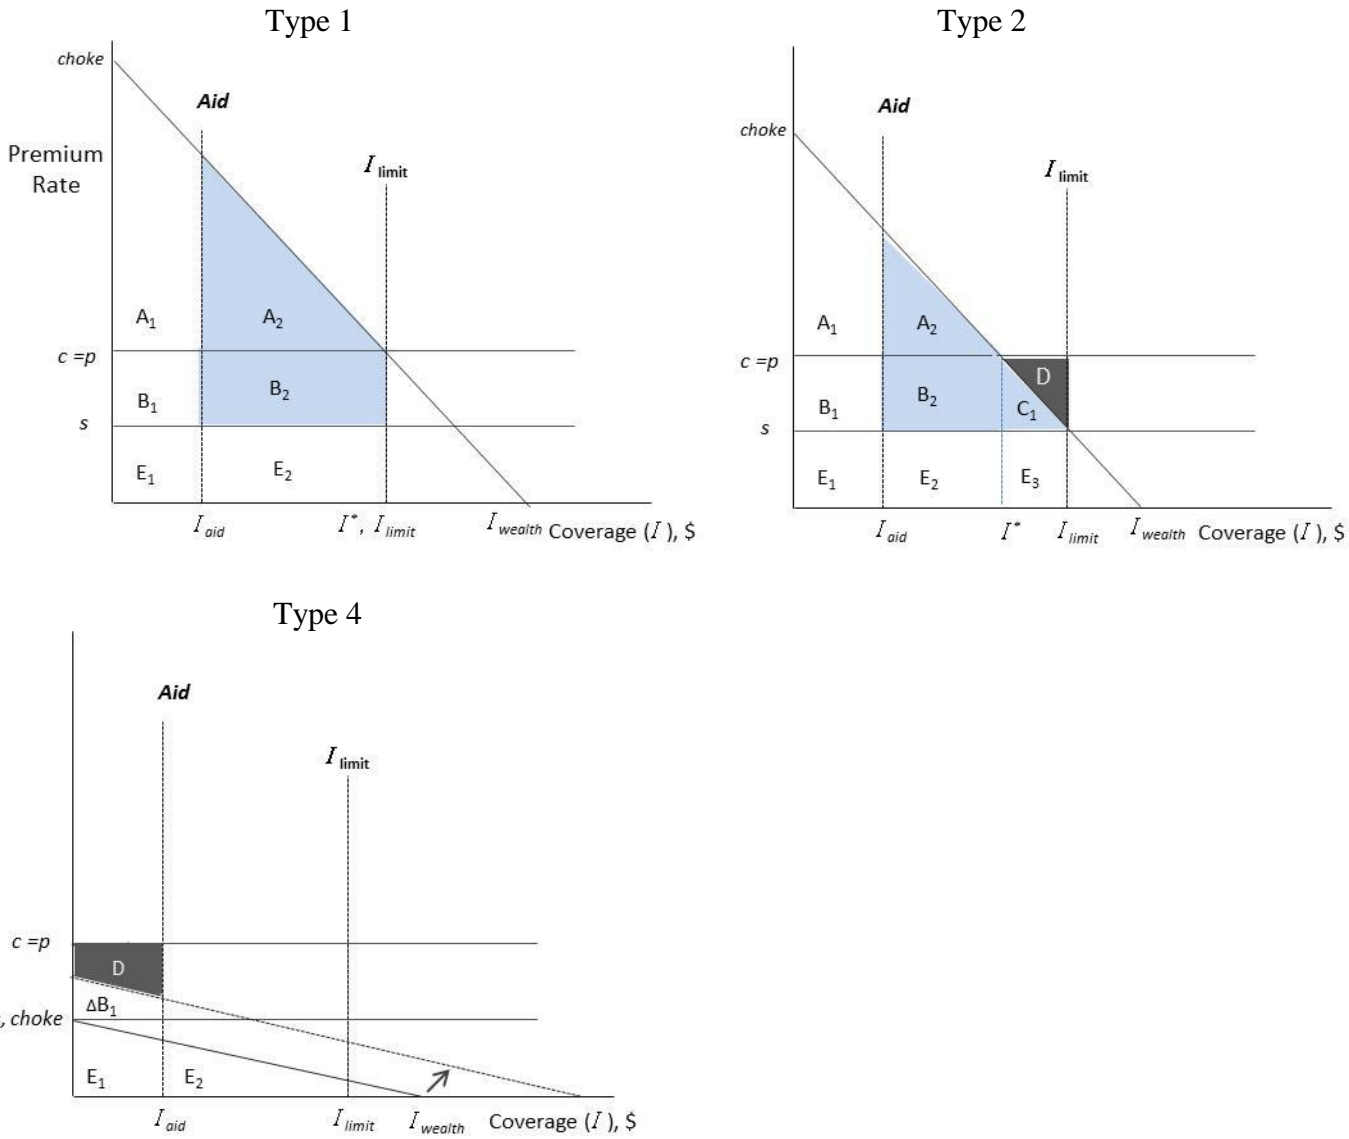 Type 1
choke
Aid
Premium
Rate
I limit
A1
A2
c =p
B1
B2
s
E1
E2
I aid
I*, I limit
I wealth
Coverage (I ), $
Type 2
choke
Aid
I limit
A1
A2
c =p
D
B1
B2
C1
s
E1
E2
E3
I aid
I*
I limit
I wealth
Coverage (I ), $
Type 4
Aid
I limit
c =p
D
ΔB1
, choke
E1
E2
I aid
I limit
I wealth
Coverage (I ), $